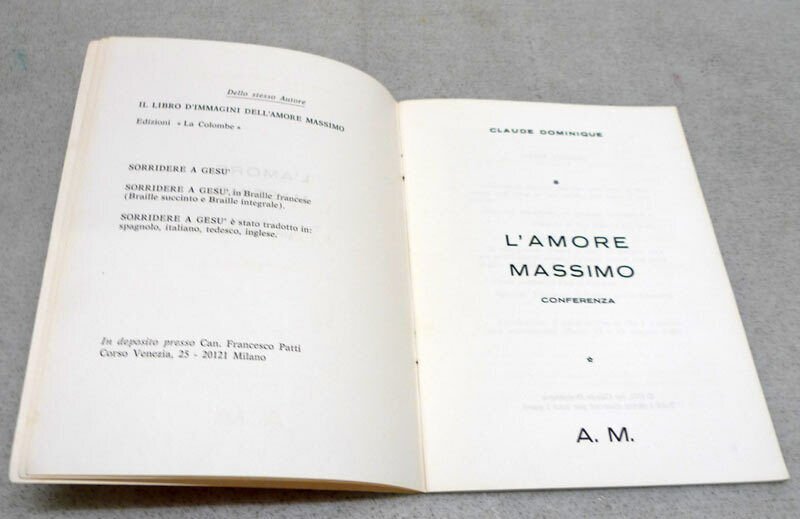 Dello stesso Autore
IL LIBRO D'IMMAGINI DELL'AMORE MASSIMO
Edizioni « La Colombe »
SORRIDERE A GESU'
SORRIDERE A GESU', in Braille francese
(Braille succinto e Braille integrale).
SORRIDERE A GESU' è stato tradotto in:
spagnolo, italiano, tedesco, inglese.
In deposito presso Can. Francesco Patti
Corso Venezia, 25 - 20121 Milano
CLAUDE DOMINIQUE
L'AMORE
MASSIMO
CONFERENZA
A. M.